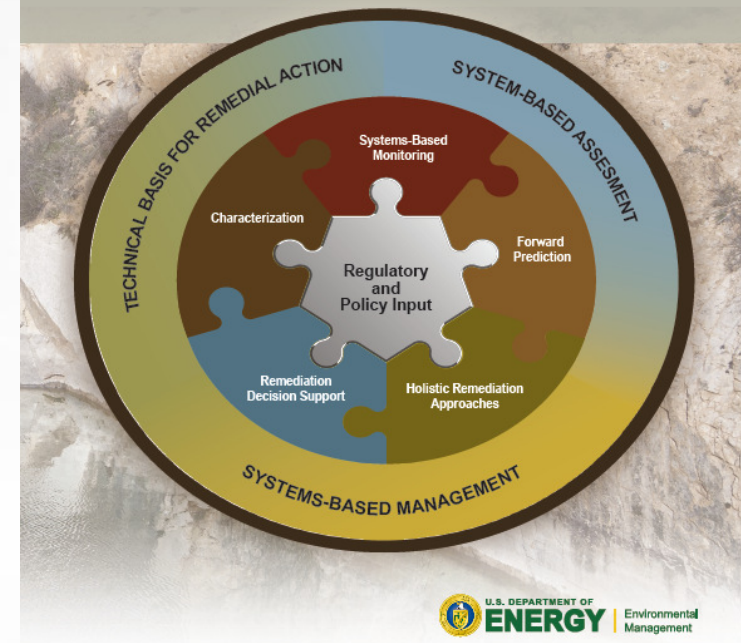 TECHNICAL BASIS FOR REMEDIAL ACTION
SYSTEM-BASED ASSESMENT
Systems-Based
Monitoring
Characterization
Forward
Prediction
Regulatory
and
Policy Input
Remediation
Decision Support
Holistic Remediation
Approaches
SYSTEMS-BASED MANAGEMENT
U.S. DEPARTMENT OF
ENERGY
Environmental
Management